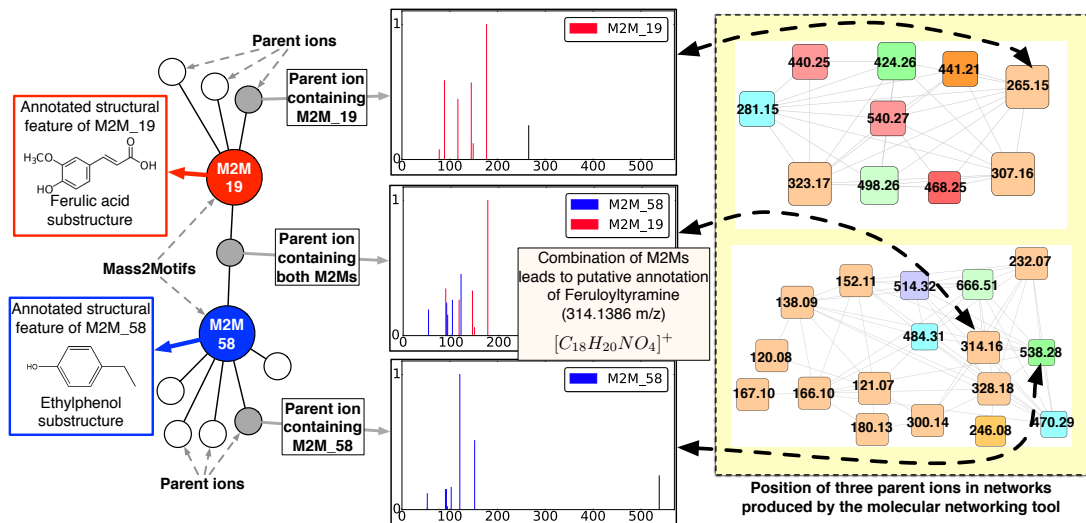 Parent ions
Parent ion
containing
M2M_19
Annotated structural
feature of M2M_19
H₃C
O
O
OH
HO
Ferulic acid
substructure
M2M
19
Mass2Motifs
Parent ion
containing
both M2Ms
Annotated structural
feature of M2M_58
HO
Ethylphenol
substructure
M2M
58
Parent ion
containing
M2M_58
Parent ions
1
0
M2M_19
0 100 200 300 400 500
1
0
M2M_58
M2M_19
0 100 200
Combination of M2Ms
leads to putative annotation
of Feruloyltyramine
(314.1386 m/z)
[C₁₈H₂₀NO₄]⁺
1
0
M2M_58
0 100 200 300 400 500
440.25
424.26
441.21
265.15
281.15
540.27
323.17
498.26
468.25
307.16
232.07
152.11
514.32
666.51
138.09
484.31
314.16
538.28
120.08
121.07
328.18
167.10
166.10
180.13
300.14
246.08
470.29
Position of three parent ions in networks
produced by the molecular networking tool